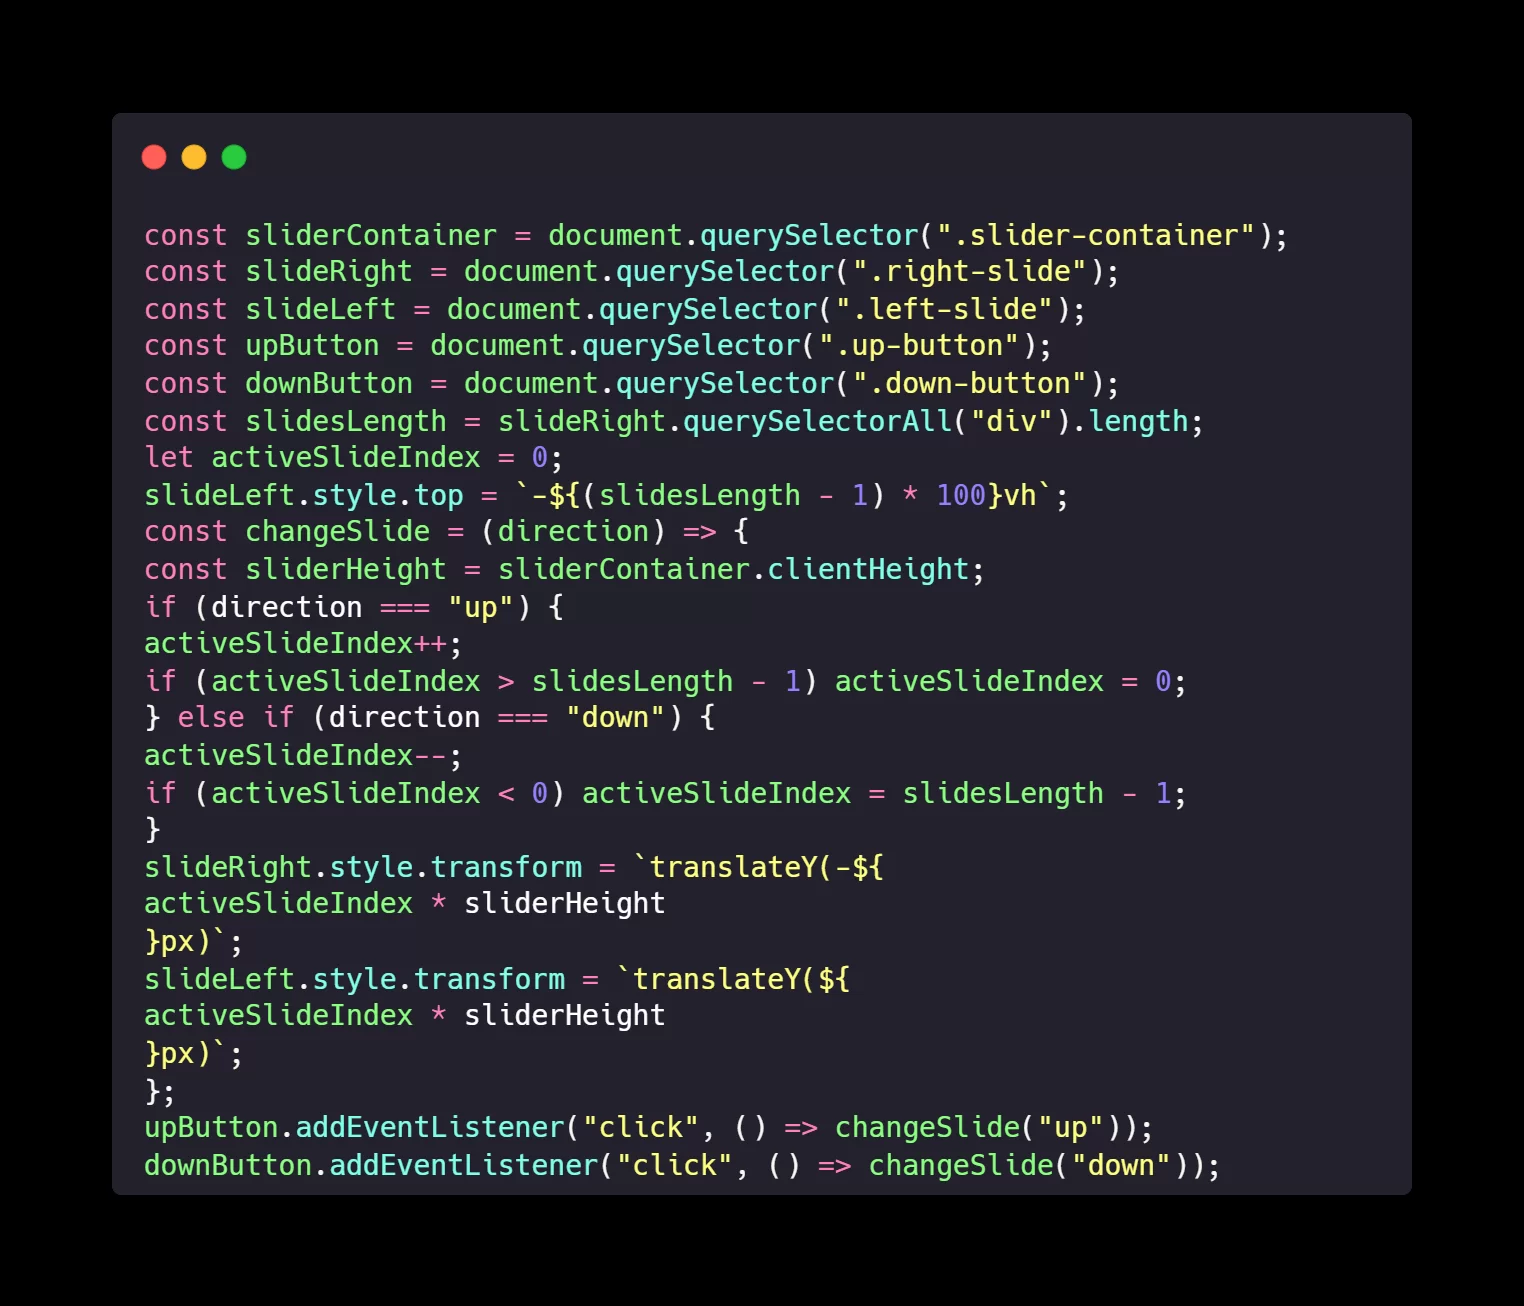 const sliderContainer = document.querySelector(".slider-container");
const slideRight = document.querySelector(".right-slide");
const slideLeft = document.querySelector(".left-slide");
const upButton = document.querySelector(".up-button");
const downButton = document.querySelector(".down-button");
const slidesLength = slideRight.querySelectorAll("div").length;
let activeSlideIndex = 0;
slideLeft.style.top = `-${(slidesLength - 1) * 100}vh`;
const changeSlide = (direction) => {
const sliderHeight = sliderContainer.clientHeight;
if (direction === "up") {
activeSlideIndex++;
if (activeSlideIndex > slidesLength - 1) activeSlideIndex = 0;
} else if (direction === "down") {
activeSlideIndex--;
if (activeSlideIndex < 0) activeSlideIndex = slidesLength - 1;
}
slideRight.style.transform = `translateY(-${
activeSlideIndex * sliderHeight
}px)`;
slideLeft.style.transform = `translateY(${
activeSlideIndex * sliderHeight
}px)`;
};
upButton.addEventListener("click", () => changeSlide("up"));
downButton.addEventListener("click", () => changeSlide("down"));